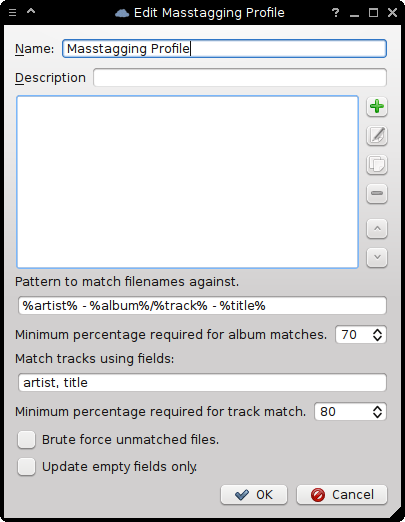 Edit Masstagging Profile
Name: Masstagging Profile
Description
Pattern to match filenames against.
%artist% - %album%/%track% - %title%
Minimum percentage required for album matches. 70
Match tracks using fields:
artist, title
Minimum percentage required for track match. 80
Brute force unmatched files.
Update empty fields only.
OK Cancel